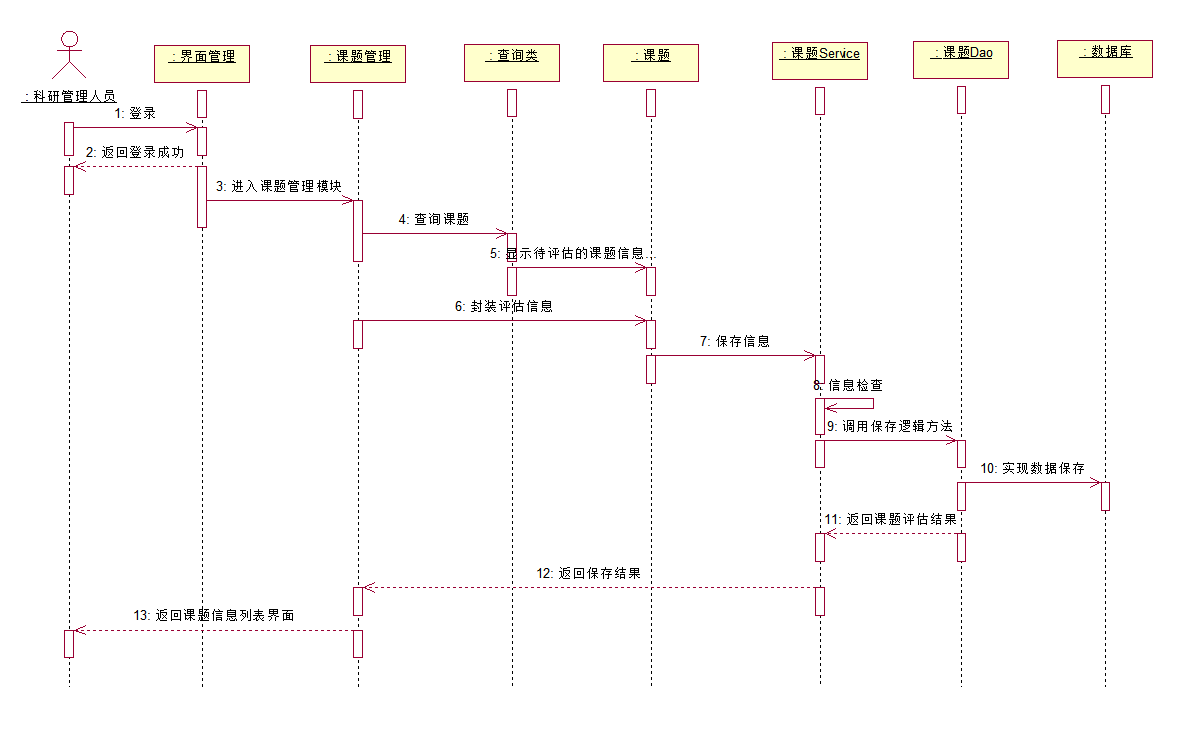 : 界面管理
: 课题管理
: 查询类
: 课题
: 课题Service
: 课题Dao
: 数据库
: 科研管理人员
1: 登录
2: 返回登录成功
3: 进入课题管理模块
4: 查询课题
5: 显示待评估的课题信息...
6: 封装评估信息
7: 保存信息
8: 信息检查
9: 调用保存逻辑方法
10: 实现数据保存
11: 返回课题评估结果
12: 返回保存结果
13: 返回课题信息列表界面